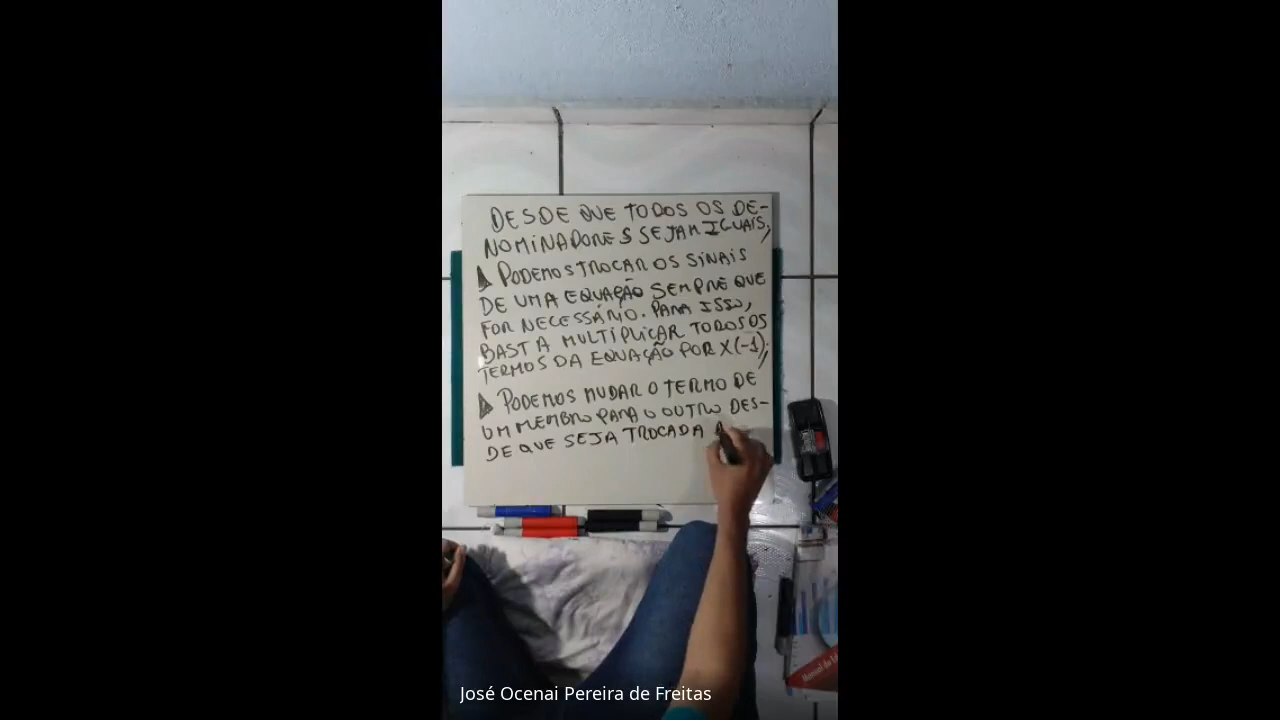 DESDE QUE TODOS OS DE-
NOMINADORES SEJAM IGUAIS;
PODEMOS TROCAR OS SINAIS
DE UMA EQUAÇÃO SEMPRE QUE
FOR NECESSÁRIO. PARA ISSO,
BASTA MULTIPLICAR TODOS OS
TERMOS DA EQUAÇÃO POR X(-1);
PODEMOS MUDAR O TERMO DE
UM MEMBRO PARA O OUTRO DES-
DE QUE SEJA TROCADA A
José Ocenai Pereira de Freitas